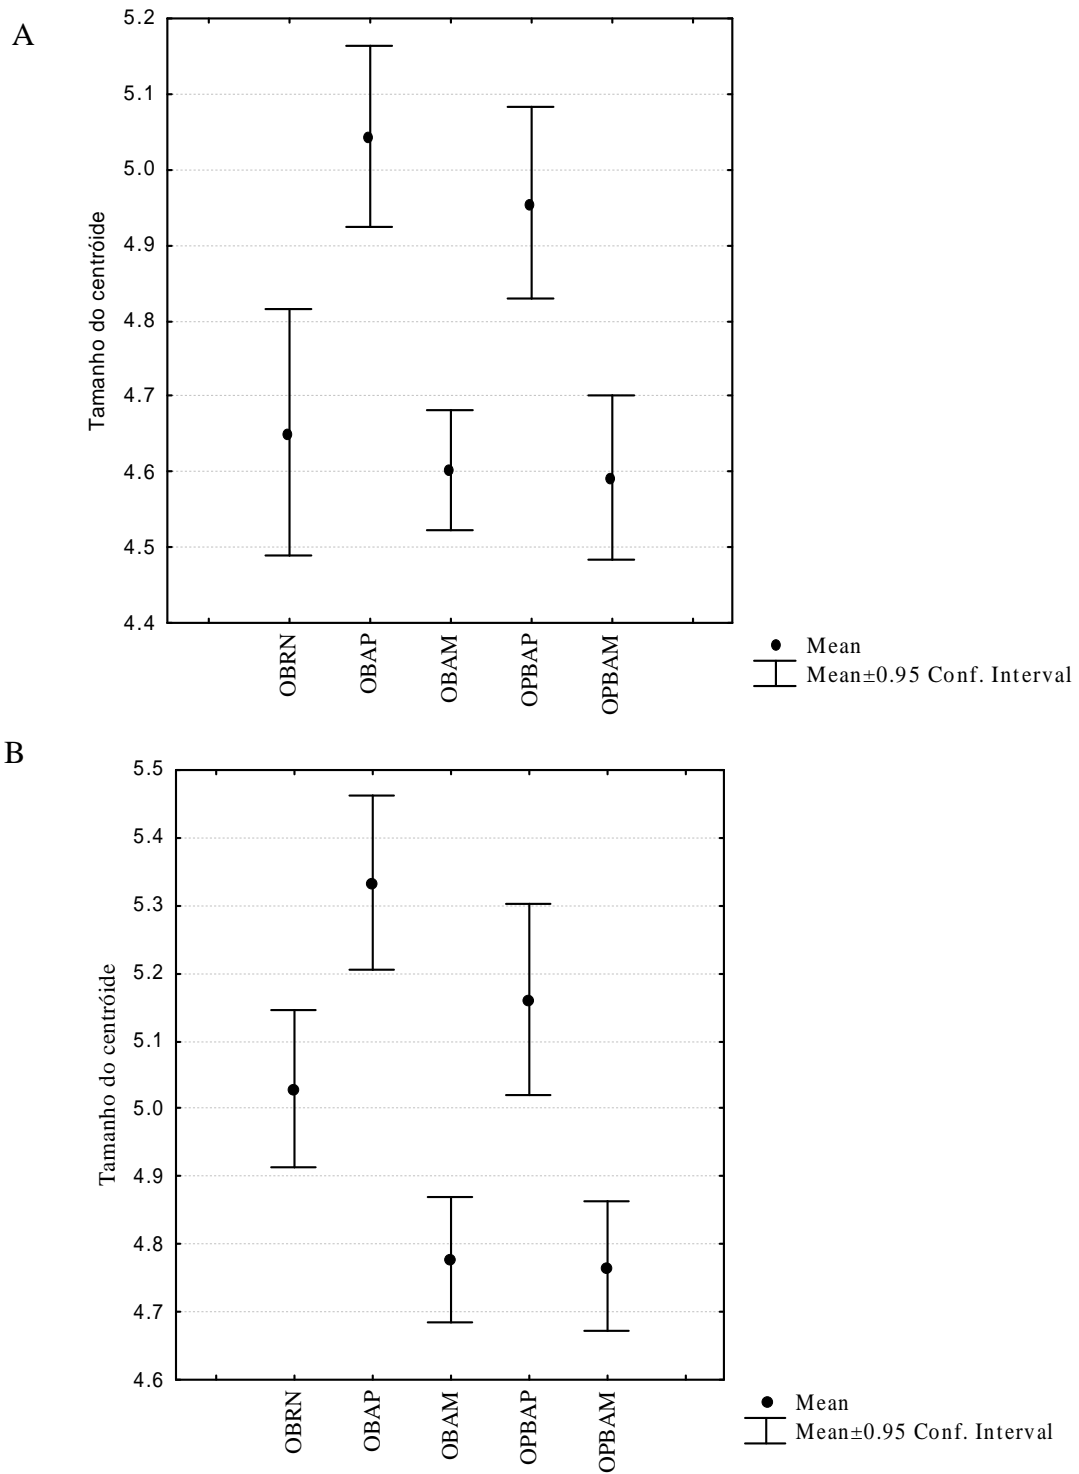 A
5.2
5.1
5.0
4.9
4.8
4.7
4.6
4.5
4.4
Tamanho do centróide
OBRN
OBAP
OBAM
OPBAP
OPBAM
Mean
Mean±0.95 Conf. Interval
B
5.5
5.4
5.3
5.2
5.1
5.0
4.9
4.8
4.7
4.6
Tamanho do centróide
OBRN
OBAP
OBAM
OPBAP
OPBAM
Mean
Mean±0.95 Conf. Interval